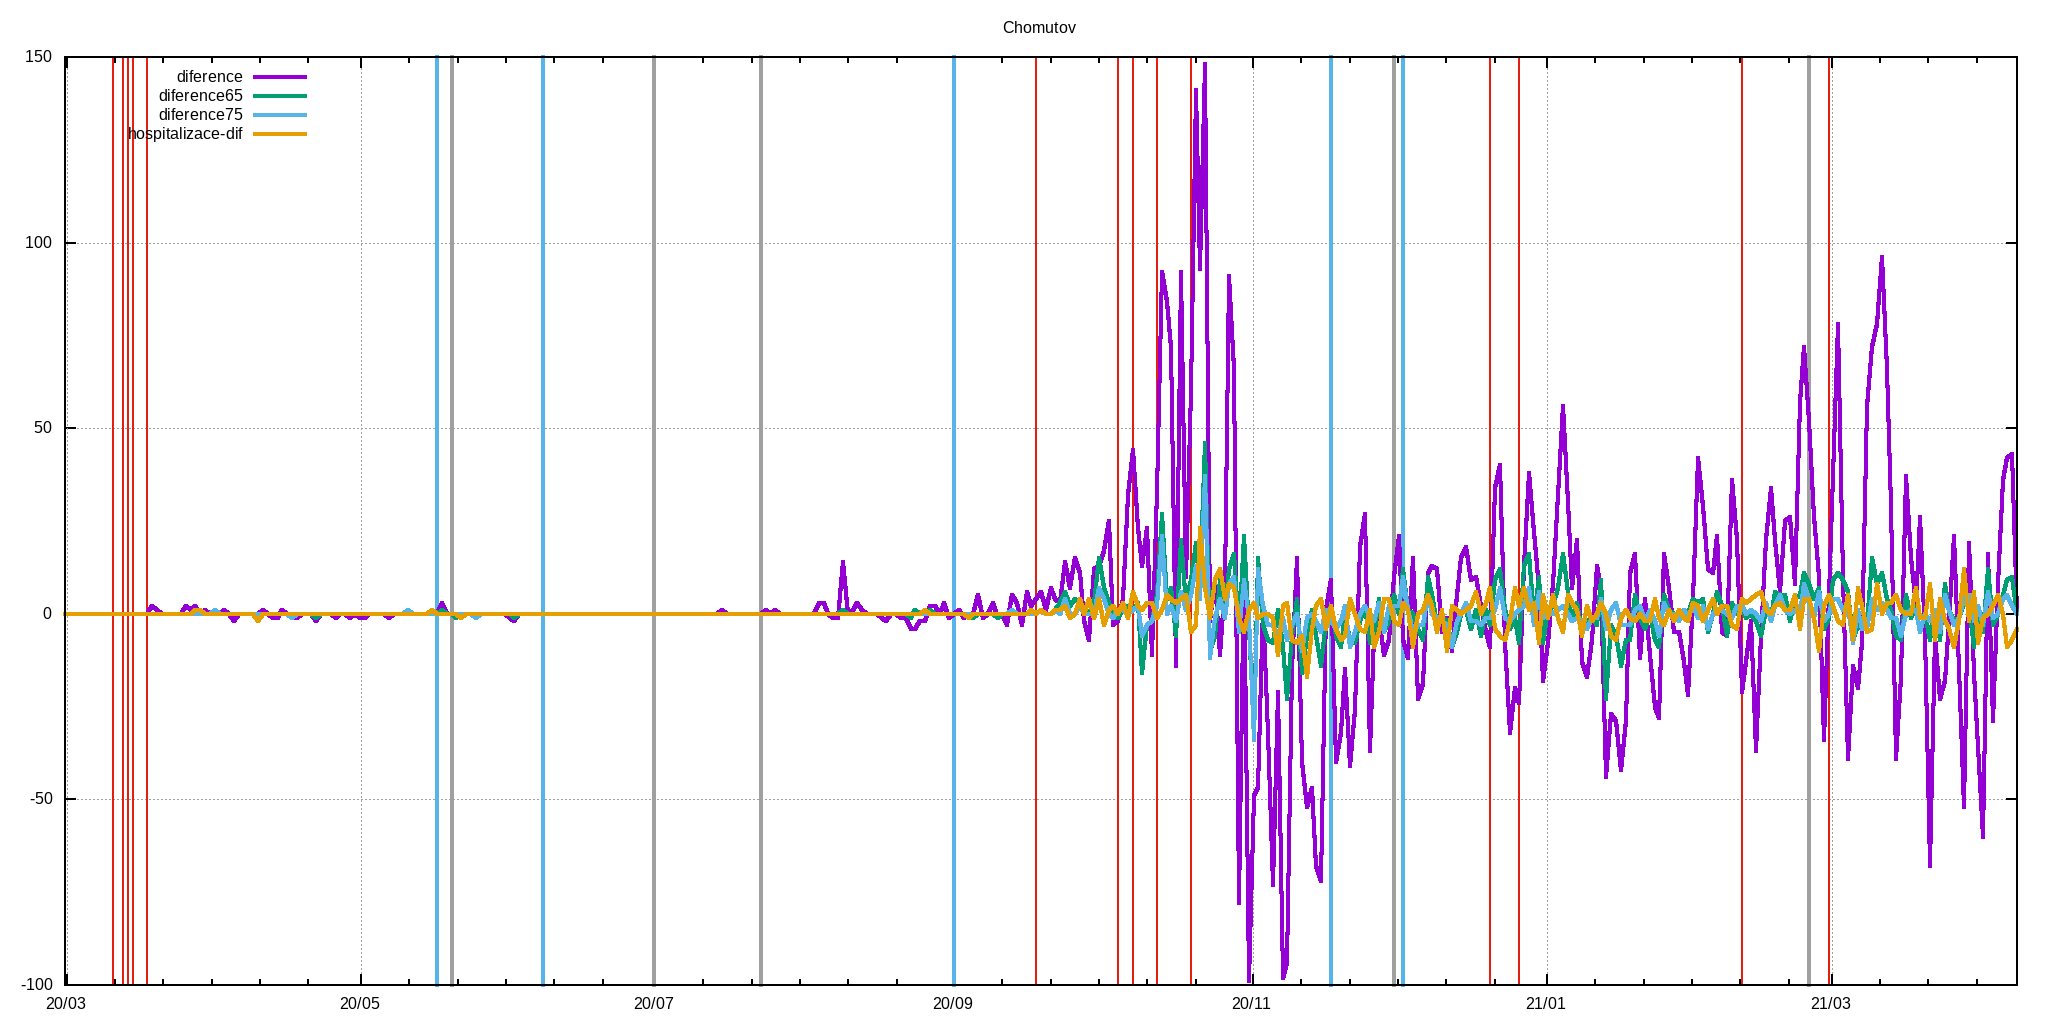 Chomutov
150
diference
diference65
diference75
hospitalizace-dif
100
50
0
-50
-100
20/03 20/05 20/07 20/09 20/11 21/01 21/03